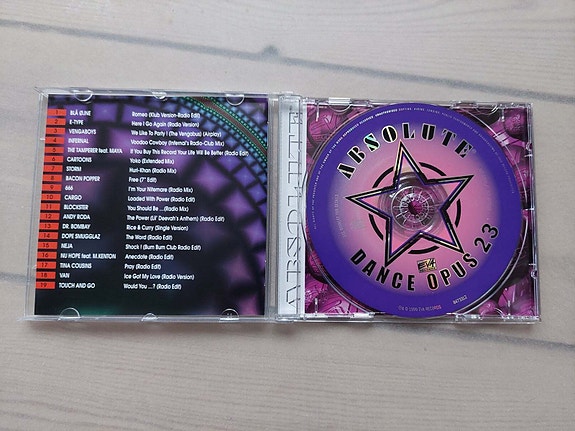 1 BLÅ ØJNE Romeo (Klub Version-Radio Edit)
2 E-TYPE Here I Go Again (Radio Version)
3 VENGABOYS We Like To Party ! (The Vengabus) (Airplay)
4 INFERNAL Voodoo Cowboy (Infernal's Radio-Club Mix)
5 THE TAMPERER feat. MAYA If You Buy This Record Your Life Will Be Better (Radio Edit)
6 CARTOONS Yoko (Extended Mix)
7 STORM! Huri-Khan (Radio Mix)
8 BACON POPPER Free (7" Edit)
9 666 I'm Your Nitemare (Radio Mix)
10 CARGO Loaded With Power (Radio Edit)
11 BLOCKSTER You Should Be ... (Radio Mix)
12 ANDY RODA The Power (Lil' Deevah's Anthem) (Radio Edit)
13 DR. BOMBAY Rice & Curry (Single Version)
14 DOPE SMUGGLAZ The Word (Radio Edit)
15 NEJA Shock ! (Bum Bum Club Radio Edit)
16 NU HOPE feat. M.KENTON Anecdote (Radio Edit)
17 TINA COUSINS Pray (Radio Edit)
18 VAN Ice Got My Love (Radio Version)
19 TOUCH AND GO Would You ...? (Radio Edit)
ABSOLUTE
ABSOLUTE
DANCE OPUS 23
EVA
8473502